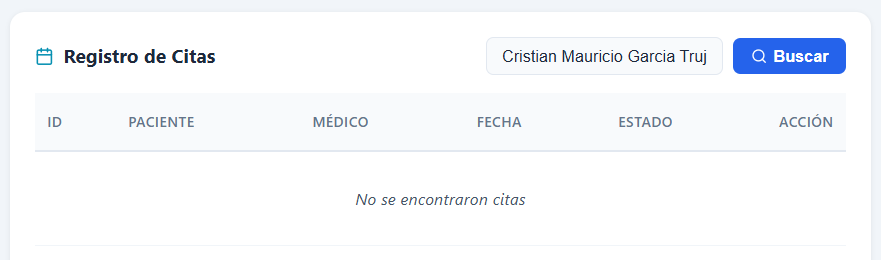 Registro de Citas
Cristian Mauricio Garcia Truj
Buscar
ID PACIENTE MÉDICO FECHA ESTADO ACCIÓN
No se encontraron citas